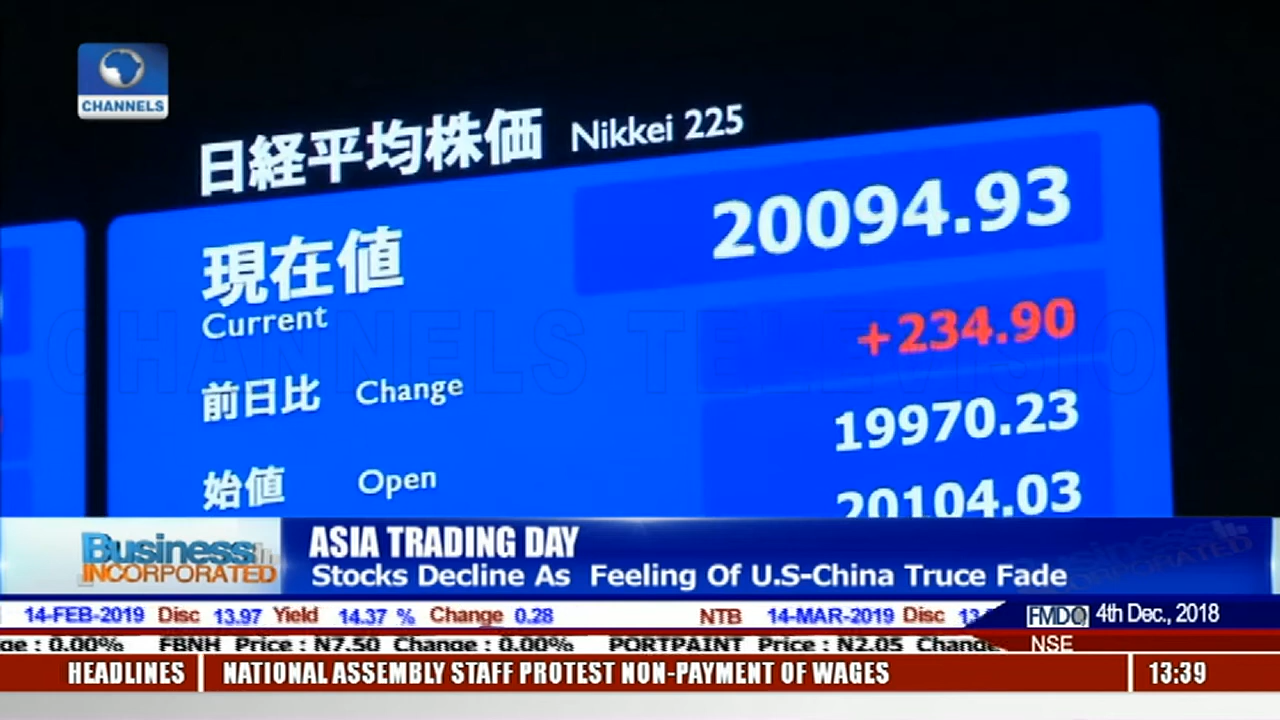 CHANNELS
日経平均株価 Nikkei 225
現在値 20094.93
Current
+234.90
前日比 Change
19970.23
始値 Open
20104.03
CHANNELS TELEVISIO
Business INCORPORATED
ASIA TRADING DAY
Stocks Decline As Feeling Of U.S-China Truce Fade
14-FEB-2019 Disc 13.97 Yield 14.37 % Change 0.28 NTB 14-MAR-2019 Disc FMDQ 4th Dec., 2018
: 0.00% FBNH Price : N7.50 Change : 0.00% PORTPAINT Price : N2.05 Change NSE
HEADLINES NATIONAL ASSEMBLY STAFF PROTEST NON-PAYMENT OF WAGES 13:39